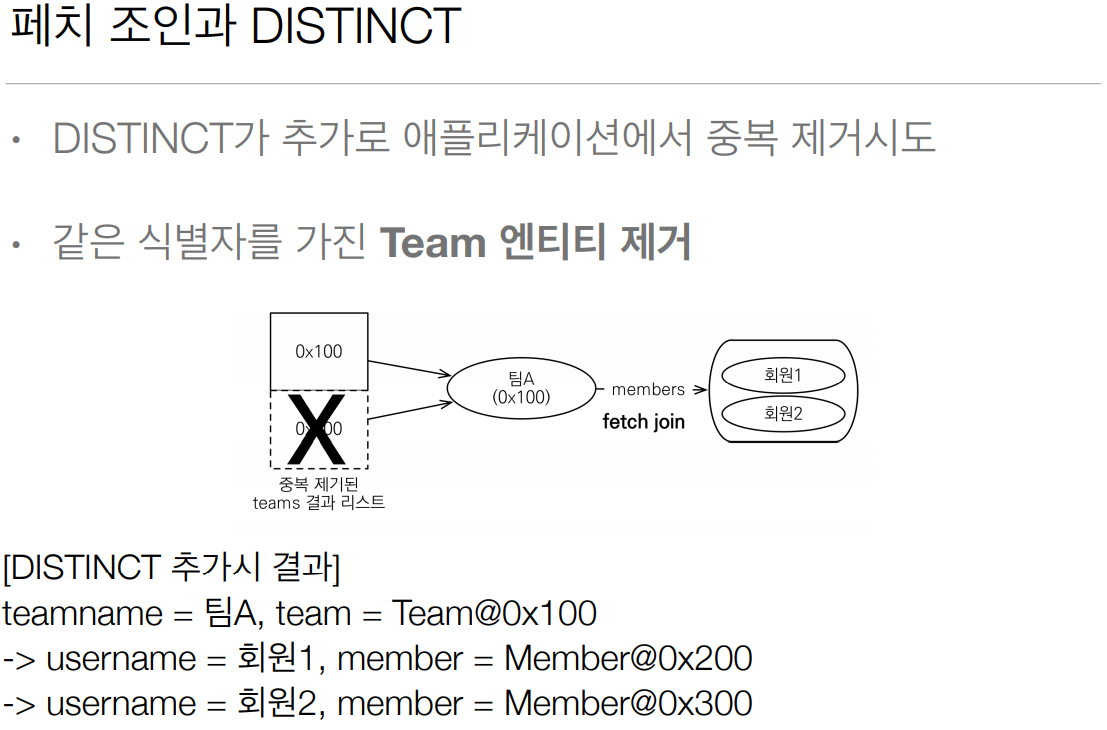 페치 조인과 DISTINCT
• DISTINCT가 추가로 애플리케이션에서 중복 제거시도
• 같은 식별자를 가진 Team 엔티티 제거
0x100
팀A
(0x100)
members
fetch join
회원1
회원2
0x100
중복 제기된
teams 결과 리스트
[DISTINCT 추가시 결과]
teamname = 팀A, team = Team@0x100
-> username = 회원1, member = Member@0x200
-> username = 회원2, member = Member@0x300